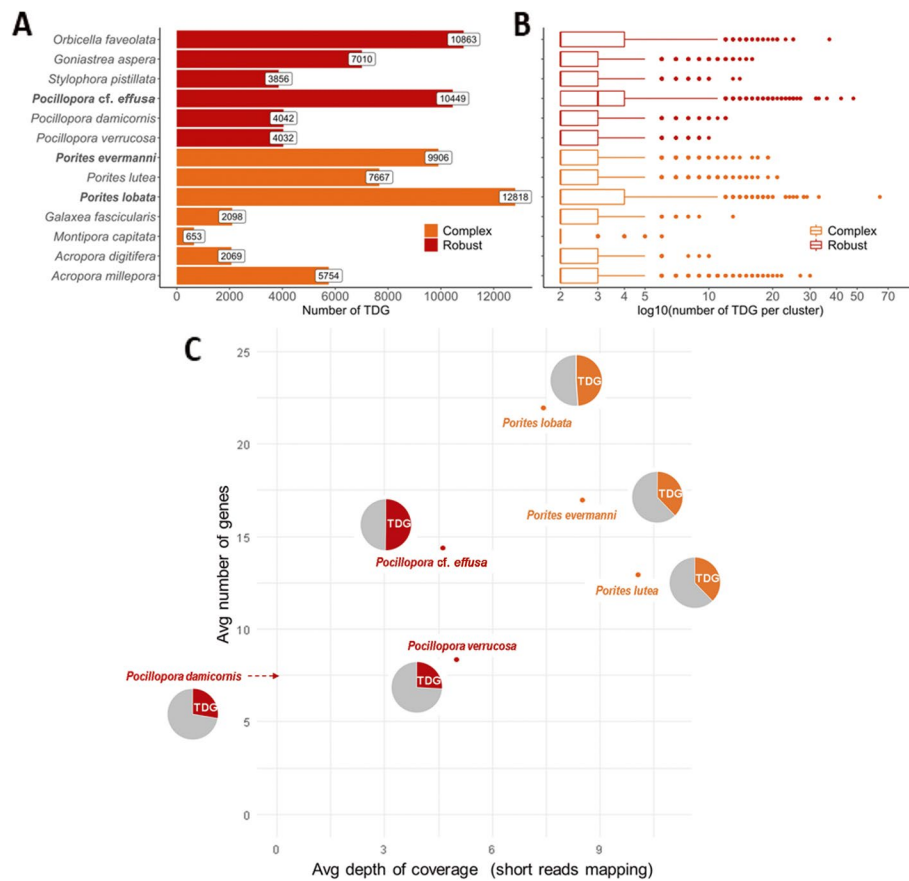 A
B
Orbicella faveolata
10863
Goniastrea aspera
7010
Stylophora pistillata
3856
Pocillopora cf. effusa
10449
Pocillopora damicornis
4042
Pocillopora verrucosa
4032
Porites evermanni
9906
Porites lutea
7667
Porites lobata
12818
Galaxea fascicularis
2098
Montipora capitata
653
Acropora digitifera
2069
Acropora millepora
5754
Complex
Robust
Complex
Robust
0 2000 4000 6000 8000 10000 12000
Number of TDG
2 3 4 5 10 20 30 40 50 70
log10(number of TDG per cluster)
C
25
20
15
10
5
0
Avg number of genes
TDG
Porites lobata
TDG
Porites evermanni
TDG
Pocillopora cf. effusa
TDG
Porites lutea
Pocillopora verrucosa
TDG
Pocillopora damicornis
TDG
0 3 6 9
Avg depth of coverage (short reads mapping)